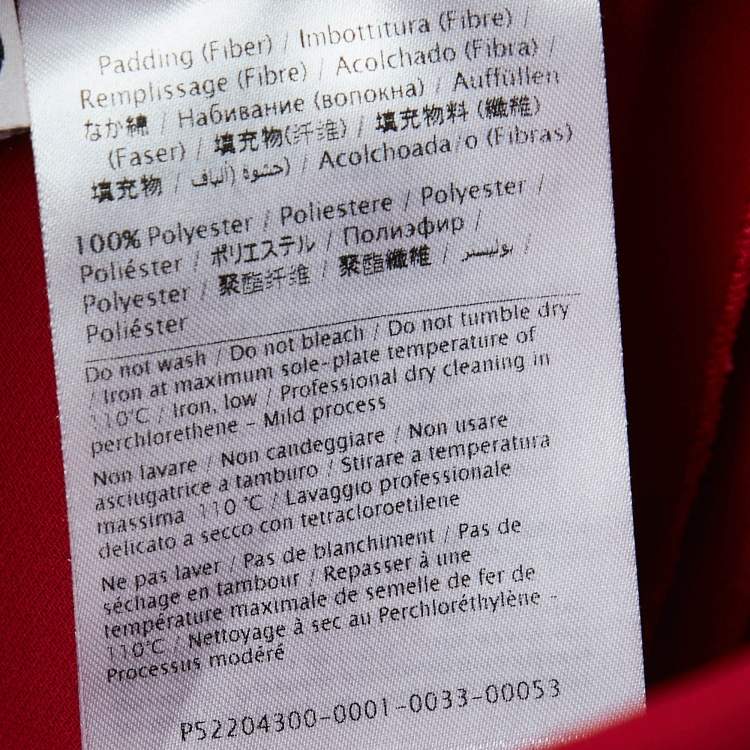 Padding (Fiber) / Imbottitura (Fibre) /
Remplissage (Fibre) / Acolchado (Fibra) /
なか綿 / Набивание (волокна) / Auffüllen
(Faser) / 填充物(纤维) / 填充物料 (纖維)
填充物 / حشوة (ألياف) / Acolchoada/o (Fibras)
100% Polyester / Poliestere / Polyester /
Poliéster / ポリエステル / Полиэфир /
Polyester / 聚酯纤维 / 聚酯纖維 / بوليستر /
Poliéster
Do not wash / Do not bleach / Do not tumble dry
/ Iron at maximum sole-plate temperature of
110°C / Iron, low / Professional dry cleaning in
perchlorethene - Mild process
Non lavare / Non candeggiare / Non usare
asciugatrice a tamburo / Stirare a temperatura
massima 110 °C / Lavaggio professionale
delicato a secco con tetracloroetilene
Ne pas laver / Pas de blanchiment / Pas de
séchage en tambour / Repasser à une
température maximale de semelle de fer de
110°C / Nettoyage à sec au Perchloréthylène -
Processus modéré
P52204300-0001-0033-00053